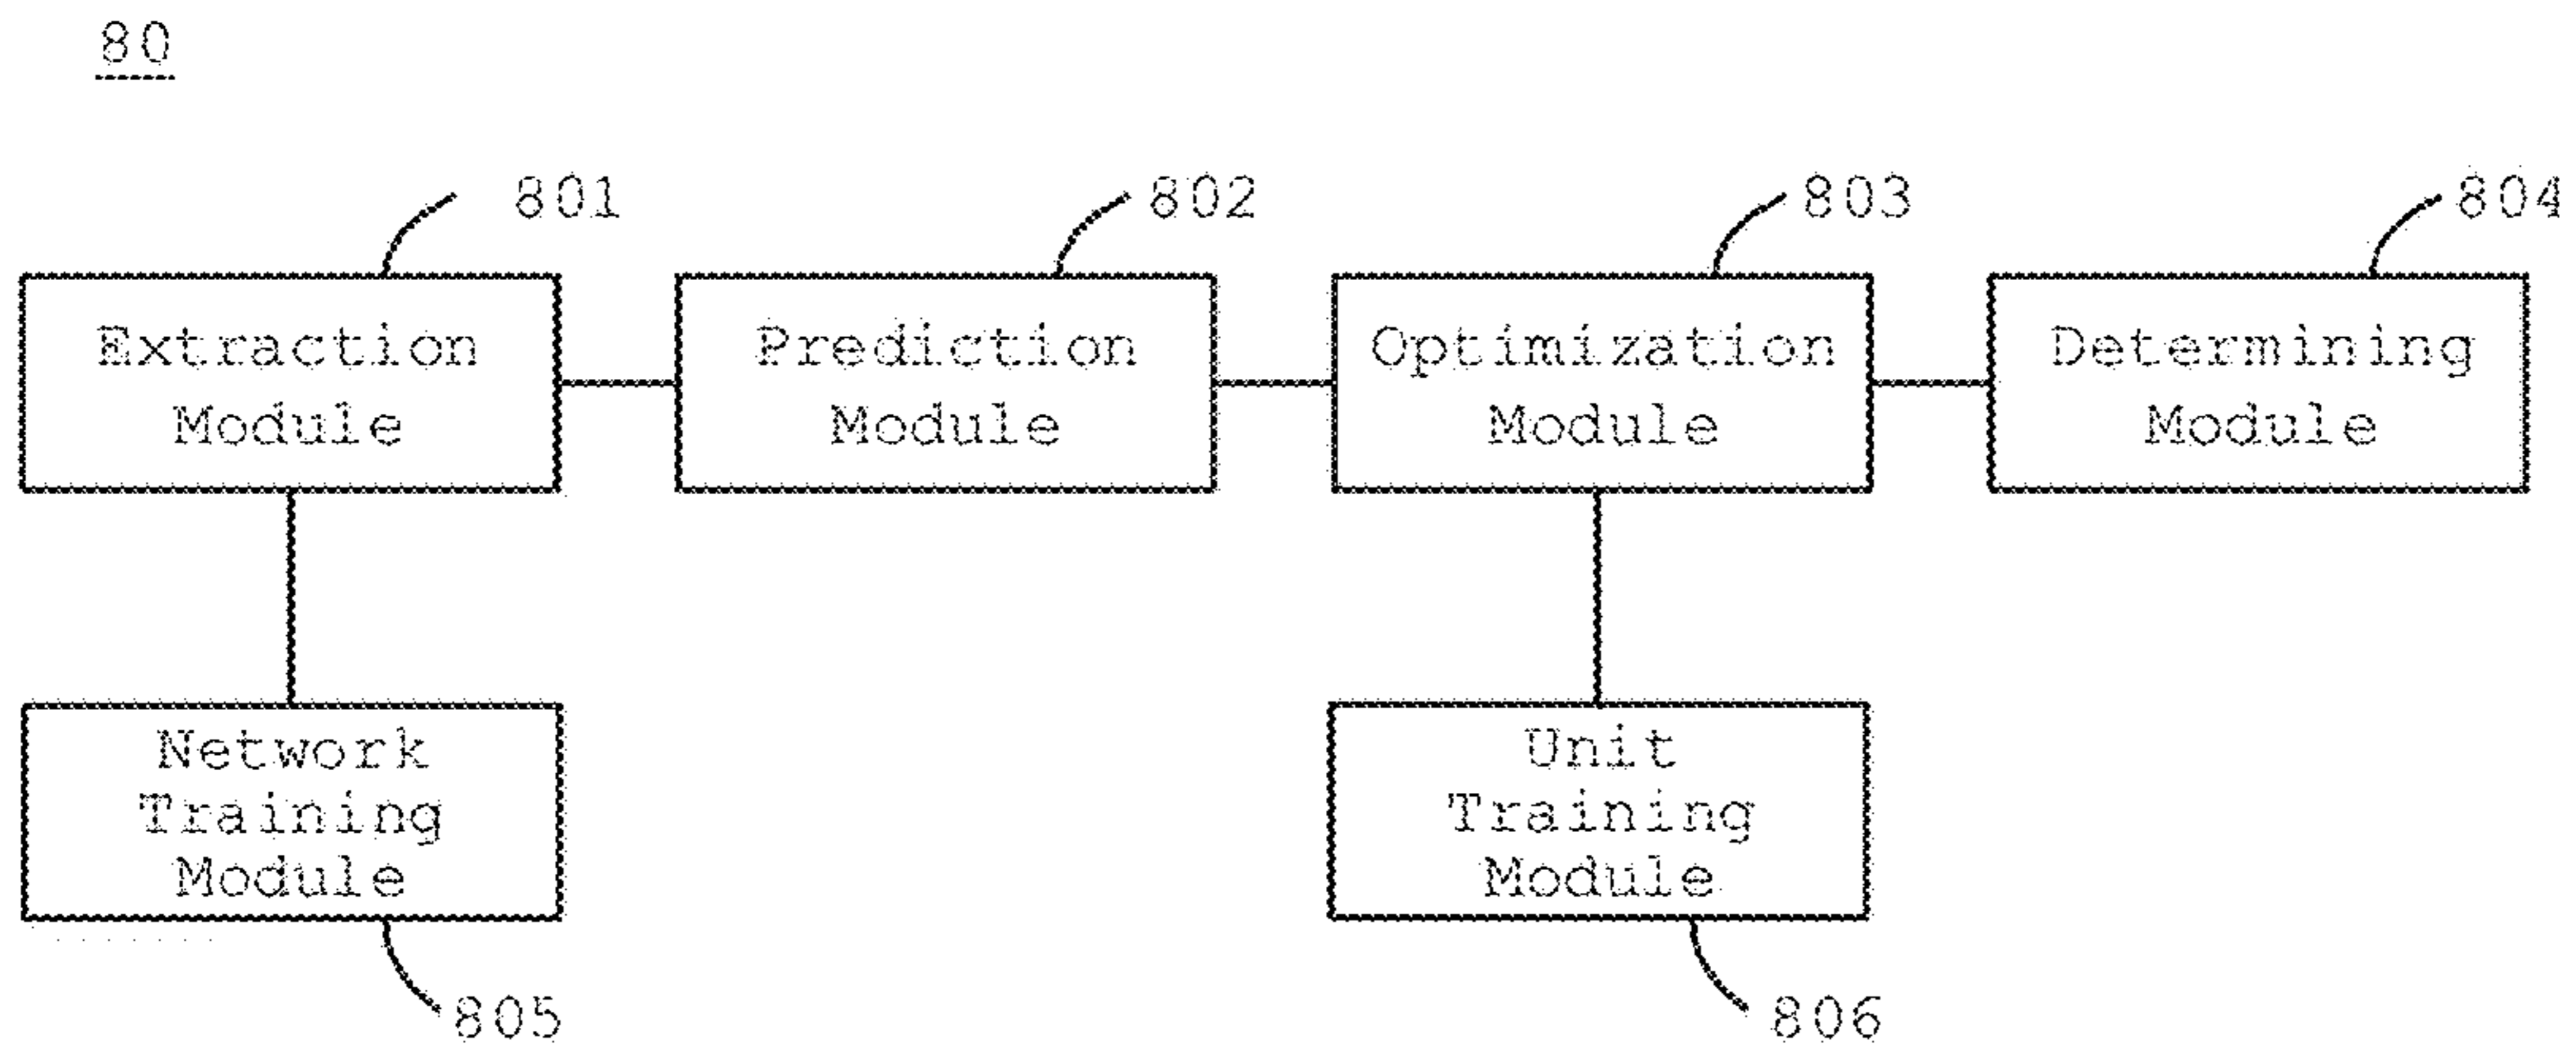 80
801
802
803
804
Extraction
Module
Prediction
Module
Optimization
Module
Determining
Module
Network
Training
Module
Unit
Training
Module
805
806